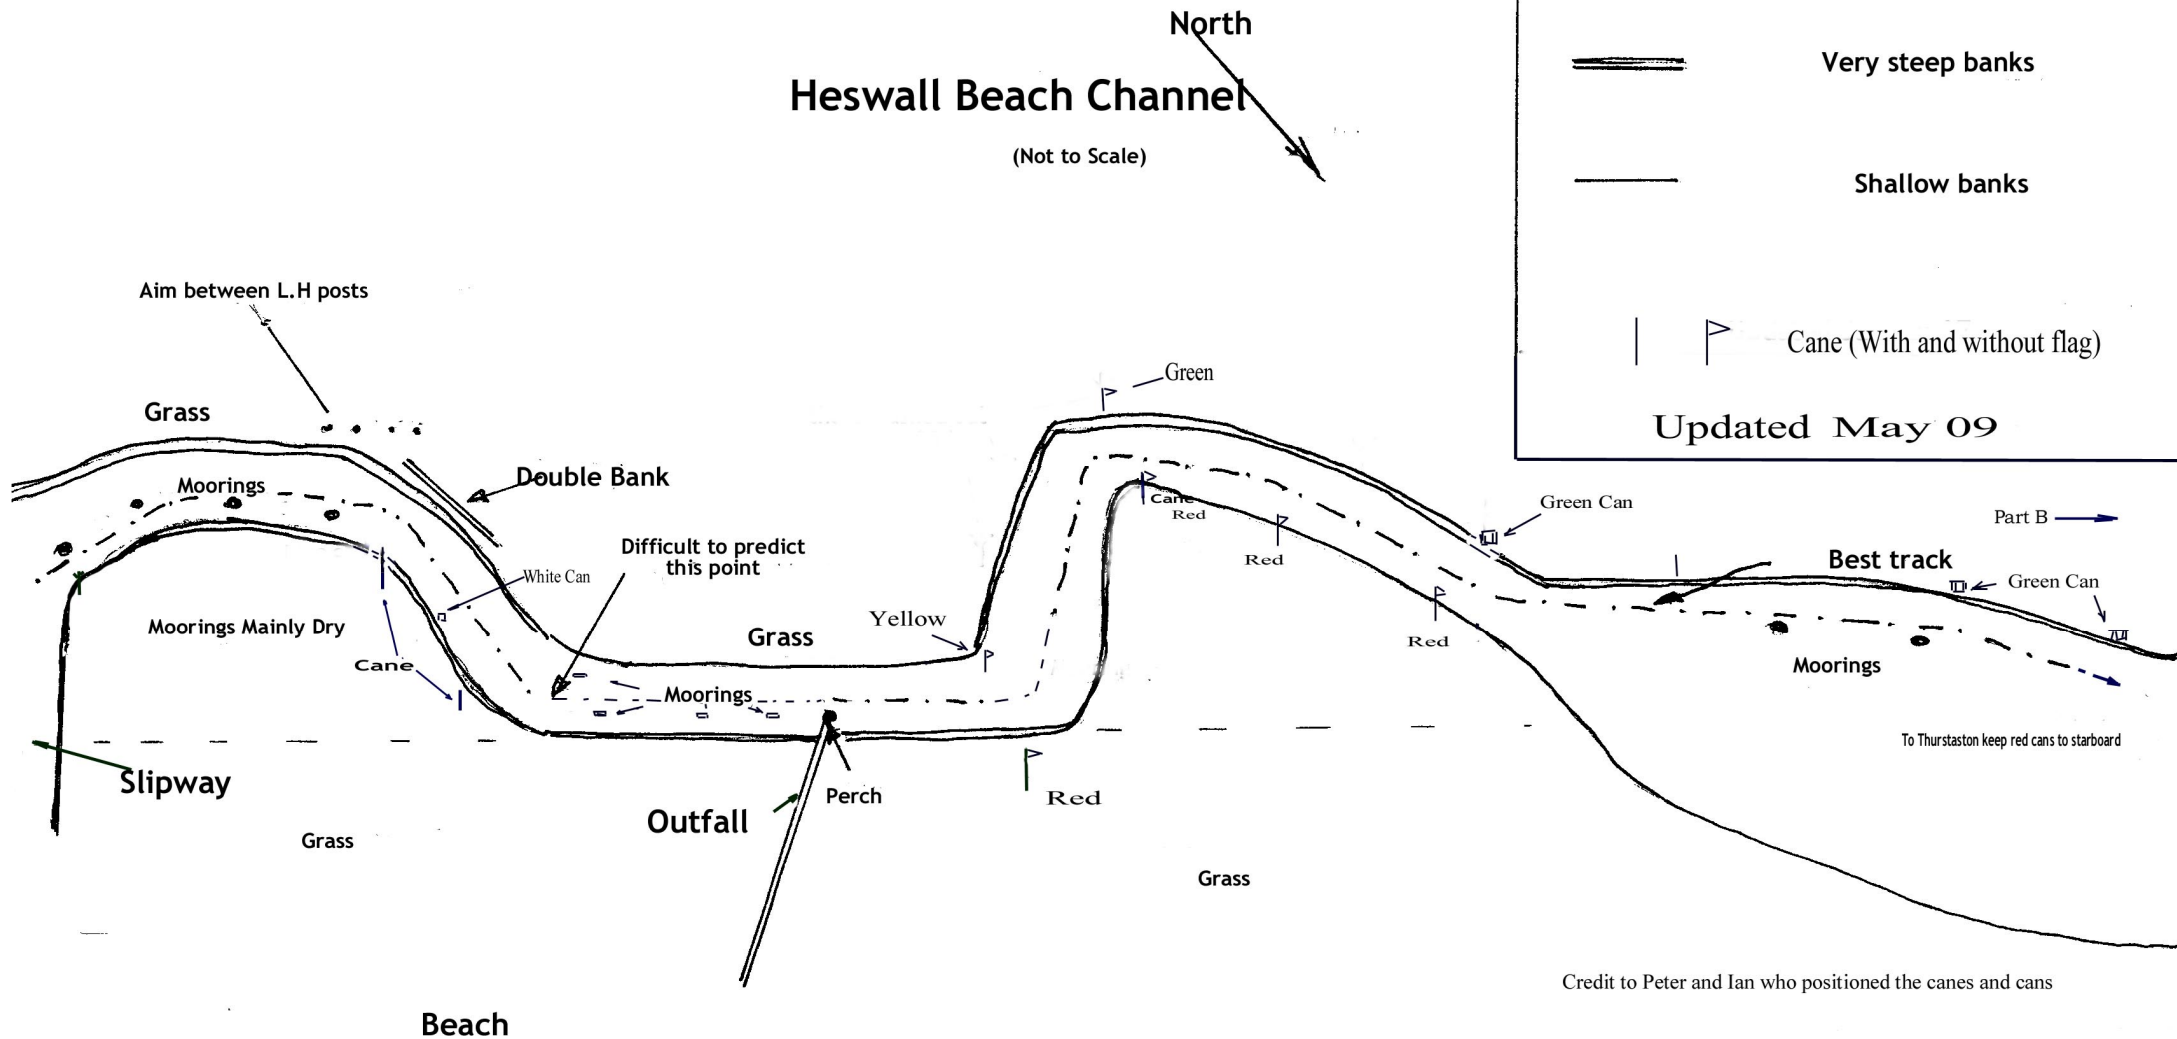 North
Heswall Beach Channel
(Not to Scale)
Very steep banks
Shallow banks
Cane (With and without flag)
Updated May 09
Aim between L.H posts
Grass
Moorings
Double Bank
Green
Green Can
Part B
Cane
Red
Red
Best track
Green Can
Difficult to predict
this point
White Can
Moorings Mainly Dry
Cane
Yellow
Grass
Red
Moorings
Moorings
To Thurstaston keep red cans to starboard
Slipway
Outfall
Perch
Red
Grass
Grass
Credit to Peter and Ian who positioned the canes and cans
Beach